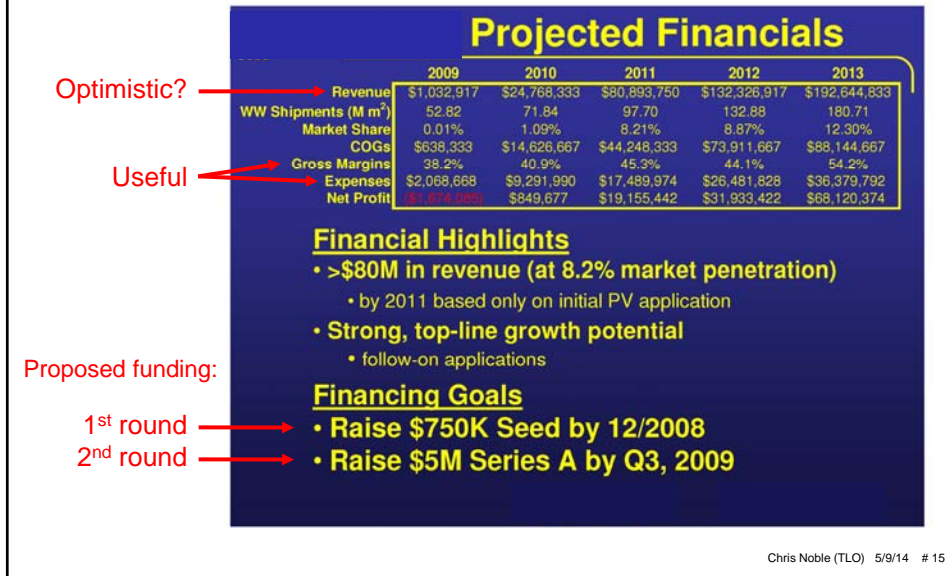 Projected Financials
2009 2010 2011 2012 2013
Optimistic?
Revenue $1,032,917 $24,768,333 $80,893,750 $132,326,917 $192,644,833
WW Shipments (M m²) 52.82 71.84 97.70 132.88 180.71
Market Share 0.01% 1.09% 8.21% 8.87% 12.30%
COGs $638,333 $14,626,667 $44,248,333 $73,911,667 $88,144,667
Useful
Gross Margins 38.2% 40.9% 45.3% 44.1% 54.2%
Expenses $2,068,668 $9,291,990 $17,489,974 $26,481,828 $36,379,792
Net Profit ($1,674,085) $849,677 $19,155,442 $31,933,422 $68,120,374
Financial Highlights
• >$80M in revenue (at 8.2% market penetration)
• by 2011 based only on initial PV application
• Strong, top-line growth potential
• follow-on applications
Proposed funding:
Financing Goals
1st round
• Raise $750K Seed by 12/2008
2nd round
• Raise $5M Series A by Q3, 2009
Chris Noble (TLO) 5/9/14 # 15